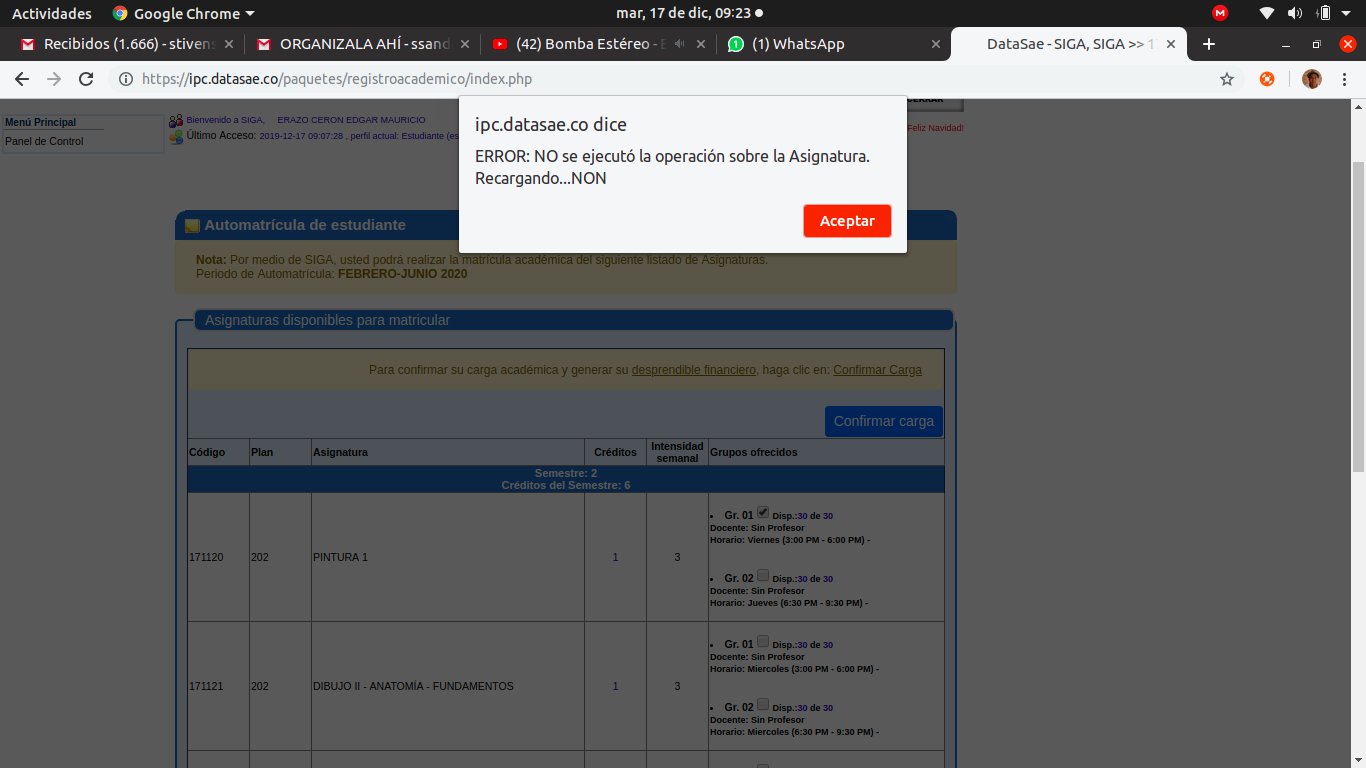 Actividades
Google Chrome
mar, 17 de dic, 09:23
Recibidos (1.666) - stivens
ORGANIZALA AHÍ - ssand
(42) Bomba Estéreo -
(1) WhatsApp
DataSae - SIGA, SIGA >> 1
https://ipc.datasae.co/paquetes/registroacademico/index.php
CERRAR
Menú Principal
Panel de Control
Bienvenido a SIGA, ERAZO CERON EDGAR MAURICIO
Último Acceso: 2019-12-17 09:07:28 , perfil actual: Estudiante (es
Feliz Navidad!
ipc.datasae.co dice
ERROR: NO se ejecutó la operación sobre la Asignatura.
Recargando...NON
Aceptar
Automatrícula de estudiante
Nota: Por medio de SIGA, usted podrá realizar la matrícula académica del siguiente listado de Asignaturas.
Periodo de Automatrícula: FEBRERO-JUNIO 2020
Asignaturas disponibles para matricular
Para confirmar su carga académica y generar su desprendible financiero, haga clic en: Confirmar Carga
Confirmar carga
Código Plan Asignatura Créditos Intensidad semanal Grupos ofrecidos
Semestre: 2
Créditos del Semestre: 6
171120 202 PINTURA 1 1 3
Gr. 01 Disp.:30 de 30
Docente: Sin Profesor
Horario: Viernes (3:00 PM - 6:00 PM) -
Gr. 02 Disp.:30 de 30
Docente: Sin Profesor
Horario: Jueves (6:30 PM - 9:30 PM) -
171121 202 DIBUJO II - ANATOMÍA - FUNDAMENTOS 1 3
Gr. 01 Disp.:30 de 30
Docente: Sin Profesor
Horario: Miercoles (3:00 PM - 6:00 PM) -
Gr. 02 Disp.:30 de 30
Docente: Sin Profesor
Horario: Miercoles (6:30 PM - 9:30 PM) -